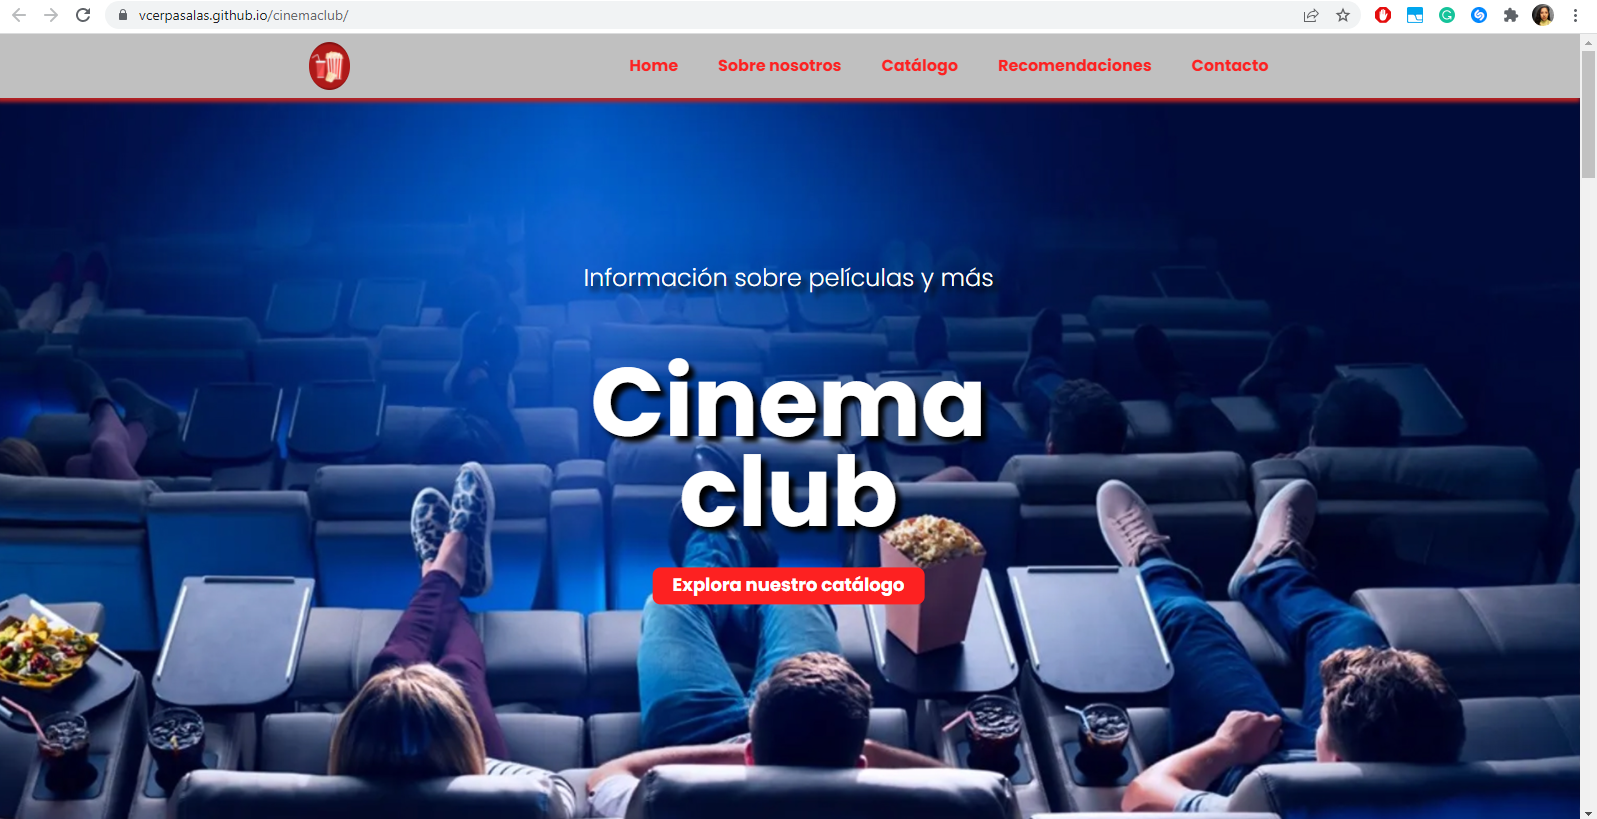 vcerpasalas.github.io/cinemaclub/
Home Sobre nosotros Catálogo Recomendaciones Contacto
Información sobre películas y más
Cinema
club
Explora nuestro catálogo